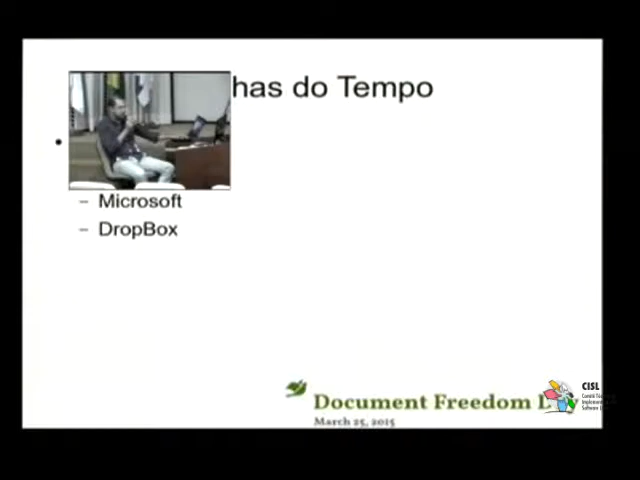 has do Tempo
Microsoft
DropBox
Document Freedom
March 25, 2015
CISL